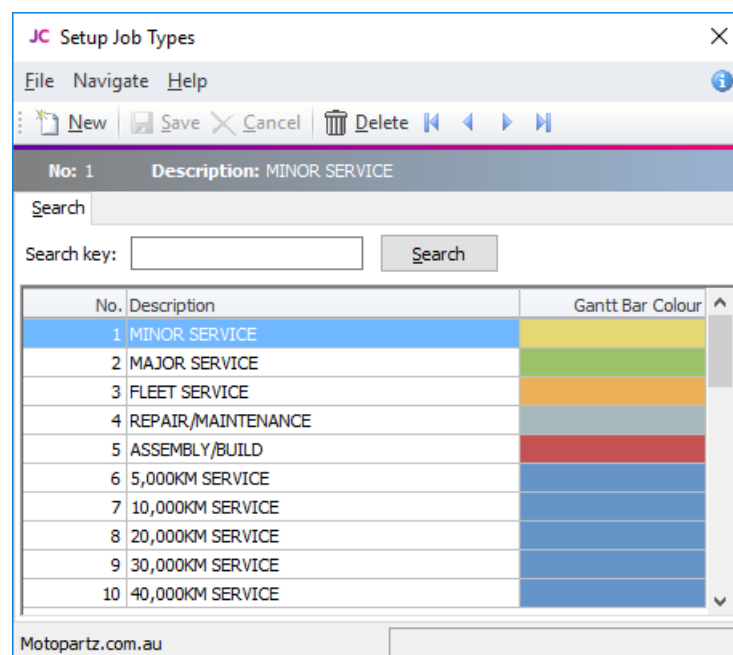 JC Setup Job Types
File Navigate Help
New Save Cancel Delete
No: 1 Description: MINOR SERVICE
Search
Search key: Search
No. Description Gantt Bar Colour
1 MINOR SERVICE
2 MAJOR SERVICE
3 FLEET SERVICE
4 REPAIR/MAINTENANCE
5 ASSEMBLY/BUILD
6 5,000KM SERVICE
7 10,000KM SERVICE
8 20,000KM SERVICE
9 30,000KM SERVICE
10 40,000KM SERVICE
Motopartz.com.au